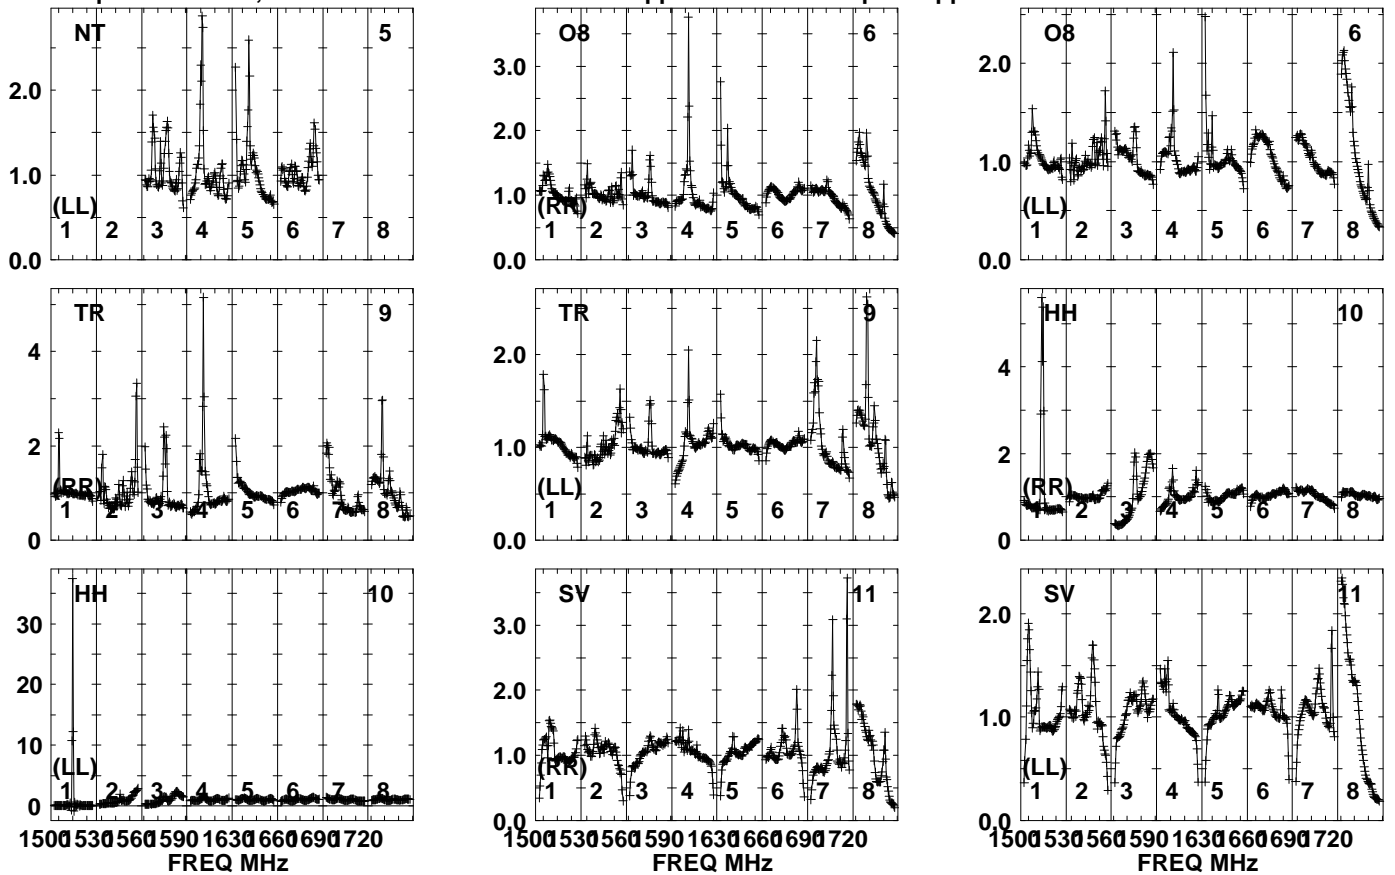 NT 5 O8 6 O8 6
2.0 3.0 2.0
1.0 2.0 1.0
0.0 1.0 0.0
0.0
(LL) (RR) (LL)
1 2 3 4 5 6 7 8 1 2 3 4 5 6 7 8 1 2 3 4 5 6 7 8
TR 9 TR 9 HH 10
4 2.0 4
2 1.0 2
0 0.0 0
(RR) (LL) (RR)
1 2 3 4 5 6 7 8 1 2 3 4 5 6 7 8 1 2 3 4 5 6 7 8
HH 10 SV 11 SV 11
30 3.0 2.0
20 2.0 1.0
10 1.0 0.0
0 0.0
(LL) (RR) (LL)
1 2 3 4 5 6 7 8 1 2 3 4 5 6 7 8 1 2 3 4 5 6 7 8
1500 1530 1560 1590 1630 1660 1690 1720 1500 1530 1560 1590 1630 1660 1690 1720 1500 1530 1560 1590 1630 1660 1690 1720
FREQ MHz FREQ MHz FREQ MHz